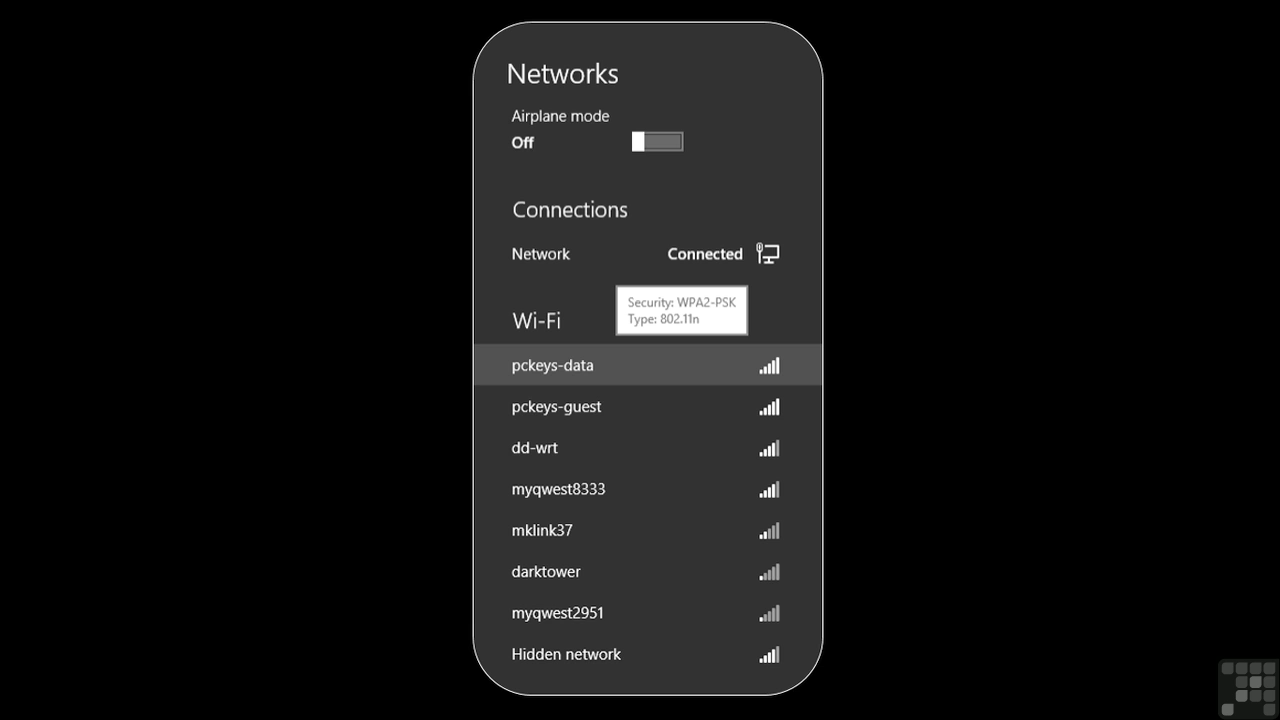 Networks
Airplane mode
Off
Connections
Network Connected
Security: WPA2-PSK
Type: 802.11n
Wi-Fi
pckeys-data
pckeys-guest
dd-wrt
myqwest8333
mklink37
darktower
myqwest2951
Hidden network